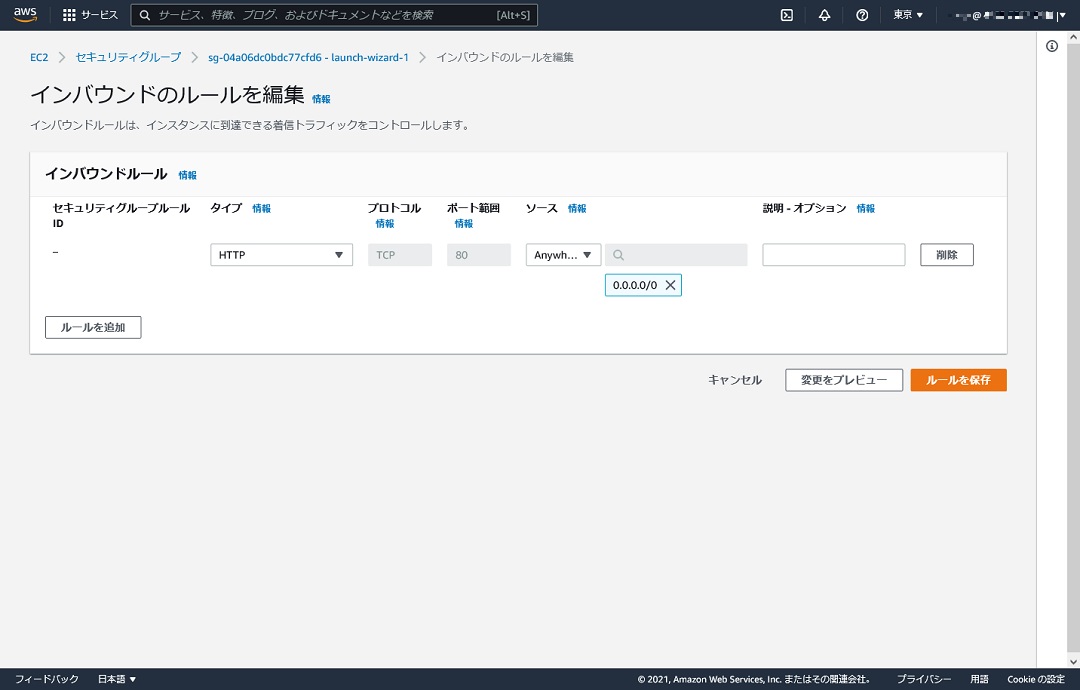 aws サービス サービス、特徴、ブログ、およびドキュメントなどを検索 [Alt+S] 東京
EC2 セキュリティグループ sg-04a06dc0bdc77cfd6 - launch-wizard-1 インバウンドのルールを編集
インバウンドのルールを編集 情報
インバウンドルールは、インスタンスに到達できる着信トラフィックをコントロールします。
インバウンドルール 情報
セキュリティグループルール ID タイプ 情報 プロトコル 情報 ポート範囲 情報 ソース 情報 説明 - オプション 情報
– HTTP TCP 80 Anywh... 削除
0.0.0.0/0
ルールを追加
キャンセル 変更をプレビュー ルールを保存
フィードバック 日本語 © 2021, Amazon Web Services, Inc. またはその関連会社。 プライバシー 用語 Cookie の設定